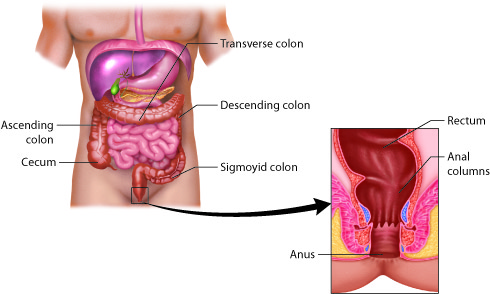 Transverse colon
Descending colon
Ascending
colon
Cecum
Sigmoyid colon
Rectum
Anal
columns
Anus